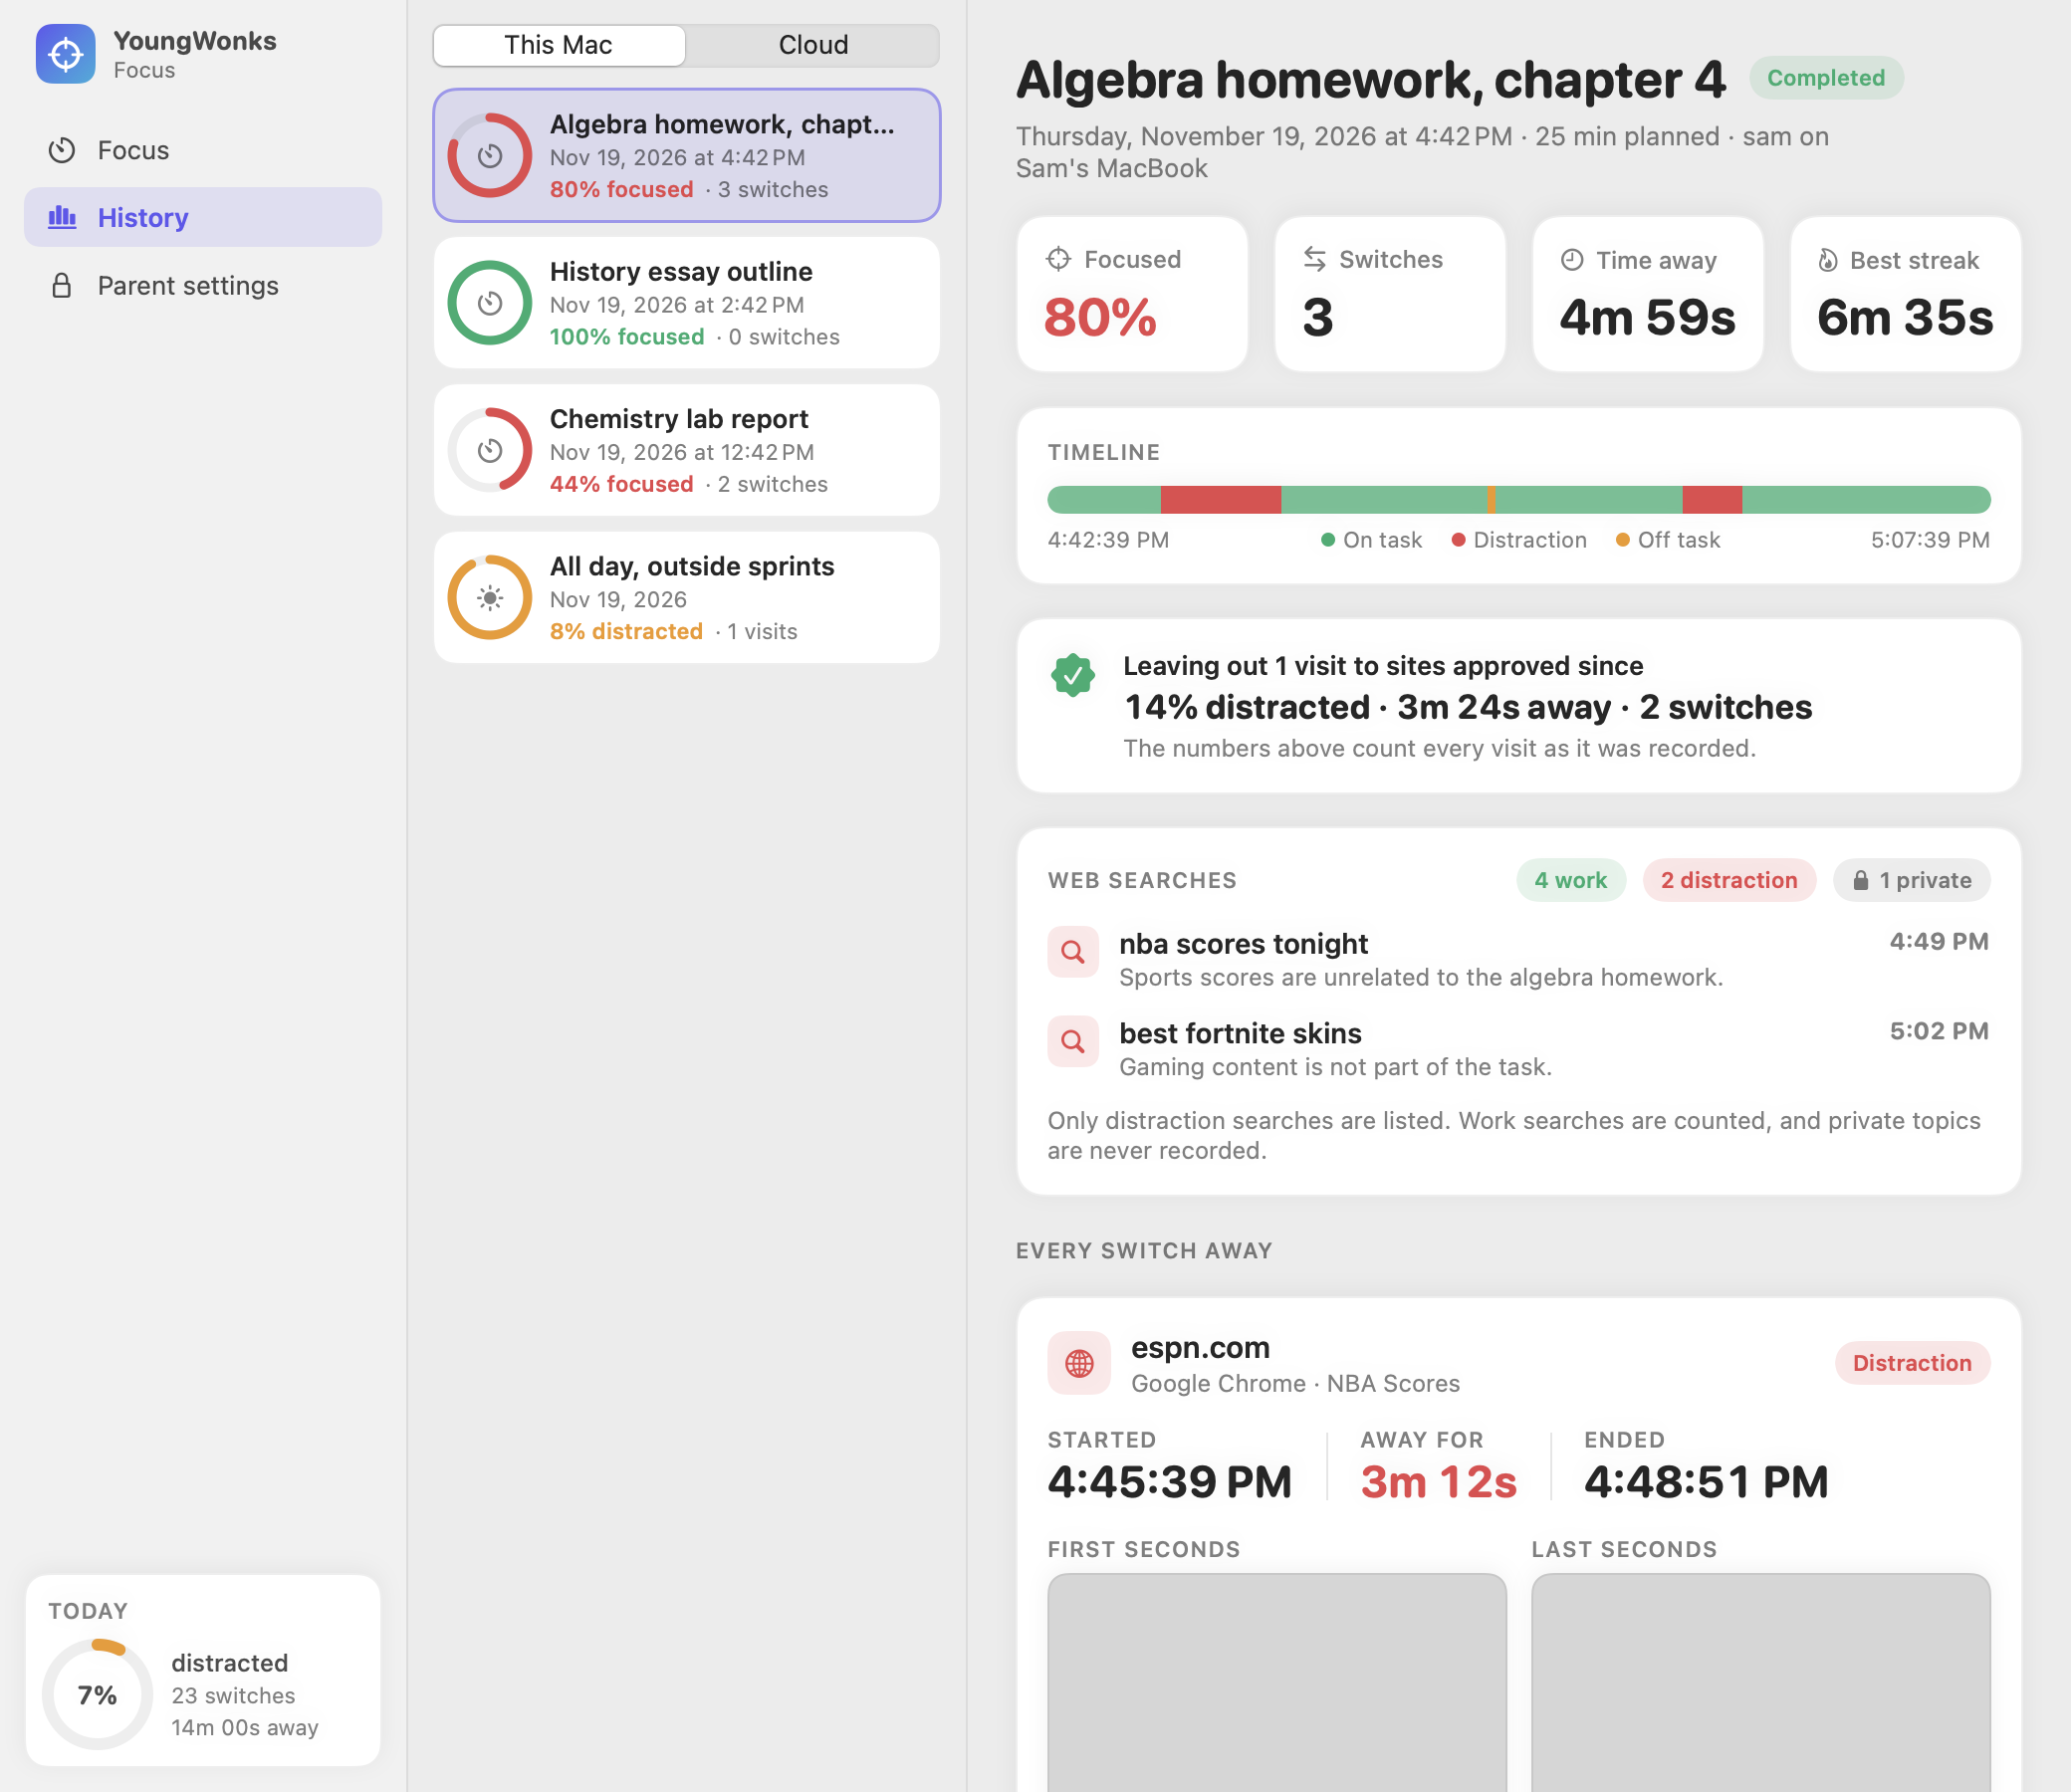 YoungWonks
Focus
Focus
History
Parent settings
TODAY
7%
distracted
23 switches
14m 00s away
This Mac
Cloud
Algebra homework, chapt...
Nov 19, 2026 at 4:42 PM
80% focused · 3 switches
History essay outline
Nov 19, 2026 at 2:42 PM
100% focused · 0 switches
Chemistry lab report
Nov 19, 2026 at 12:42 PM
44% focused · 2 switches
All day, outside sprints
Nov 19, 2026
8% distracted · 1 visits
Algebra homework, chapter 4
Completed
Thursday, November 19, 2026 at 4:42 PM · 25 min planned · sam on
Sam's MacBook
Focused
80%
Switches
3
Time away
4m 59s
Best streak
6m 35s
TIMELINE
4:42:39 PM
On task
Distraction
Off task
5:07:39 PM
Leaving out 1 visit to sites approved since
14% distracted · 3m 24s away · 2 switches
The numbers above count every visit as it was recorded.
WEB SEARCHES
4 work
2 distraction
1 private
nba scores tonight
4:49 PM
Sports scores are unrelated to the algebra homework.
best fortnite skins
5:02 PM
Gaming content is not part of the task.
Only distraction searches are listed. Work searches are counted, and private topics
are never recorded.
EVERY SWITCH AWAY
espn.com
Google Chrome · NBA Scores
Distraction
STARTED
4:45:39 PM
AWAY FOR
3m 12s
ENDED
4:48:51 PM
FIRST SECONDS
LAST SECONDS